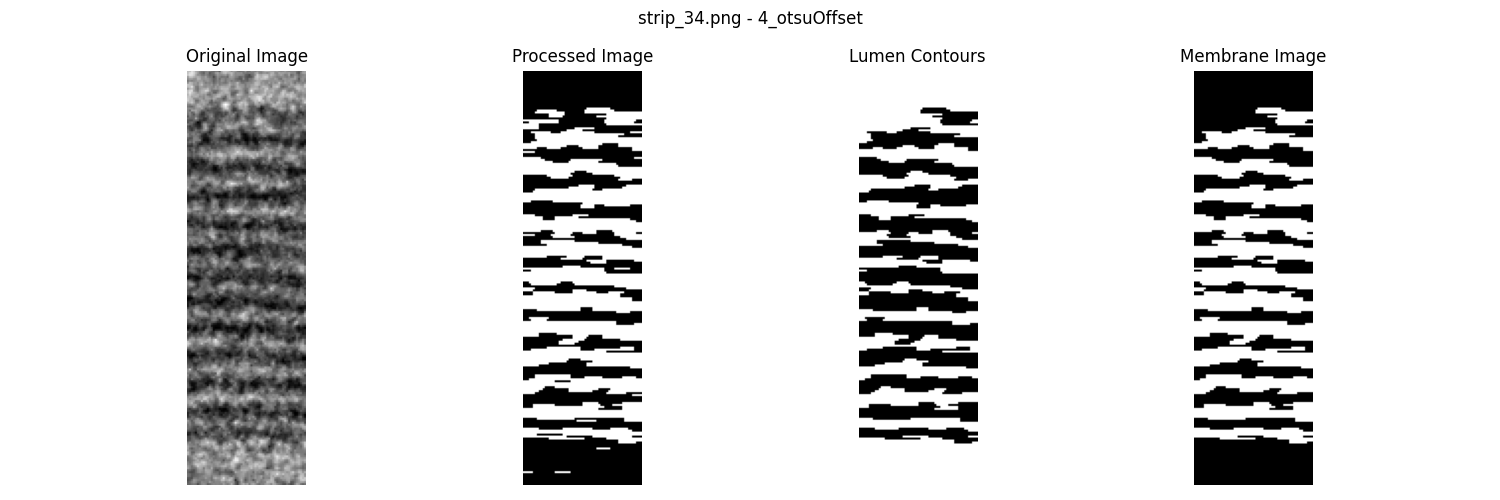 strip_34.png - 4_otsuOffset
Original Image
Processed Image
Lumen Contours
Membrane Image